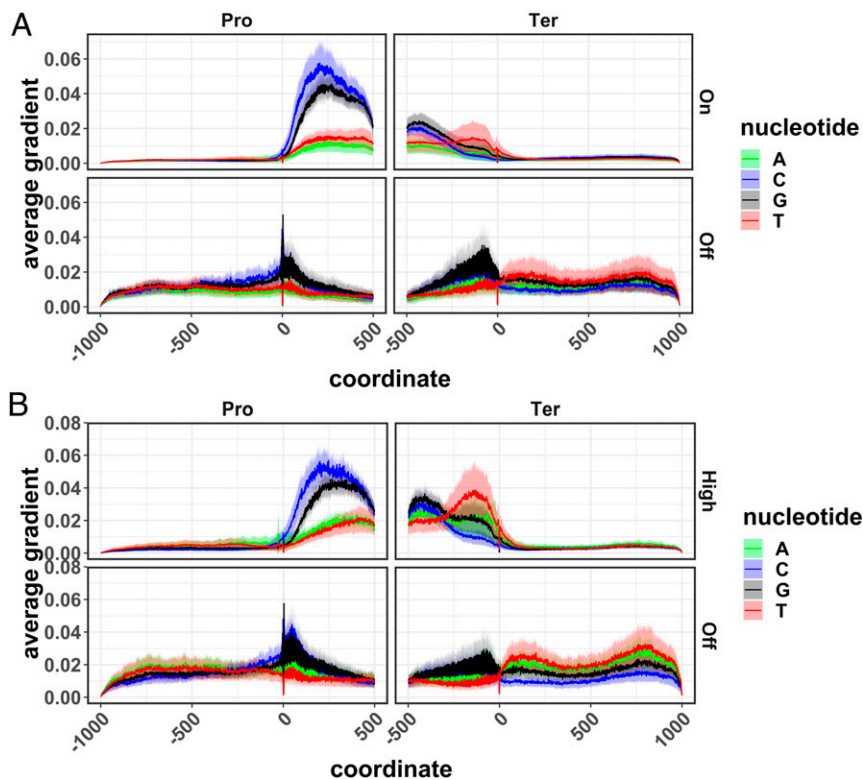 A
Pro
Ter
average gradient
0.06
0.04
0.02
0.00
On
0.06
0.04
0.02
0.00
Off
-1000
-500
0
500
-500
0
500
1000
coordinate
nucleotide
A
C
G
T
B
Pro
Ter
average gradient
0.08
0.06
0.04
0.02
0.00
High
0.08
0.06
0.04
0.02
0.00
Off
-1000
-500
0
500
-500
0
500
1000
coordinate
nucleotide
A
C
G
T